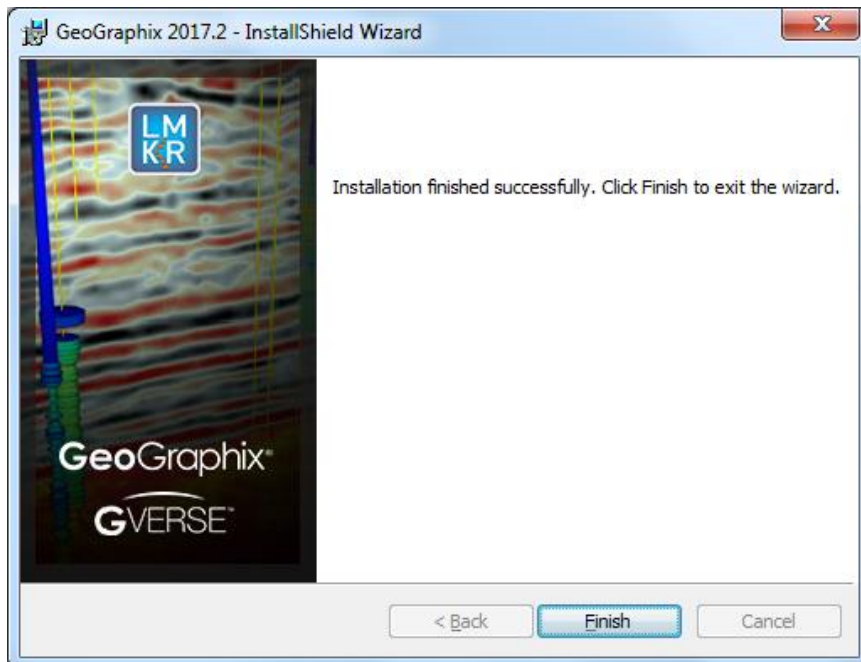 GeoGraphix 2017.2 - InstallShield Wizard
LM
KR
Installation finished successfully. Click Finish to exit the wizard.
GeoGraphix®
GVERSE™
< Back
Finish
Cancel